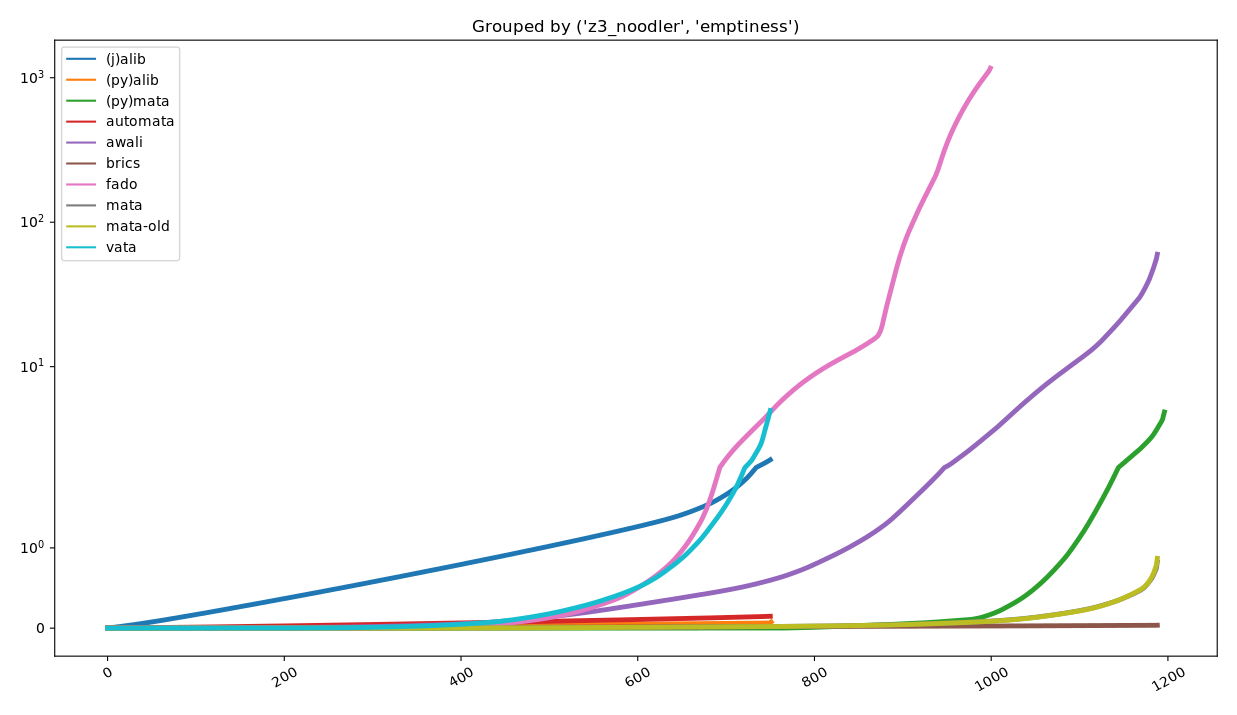 Grouped by ('z3_noodler', 'emptiness')
(j)alib
(py)alib
(py)mata
automata
awali
brics
fado
mata
mata-old
vata
10³
10²
10¹
10⁰
0
0
200
400
600
800
1000
1200